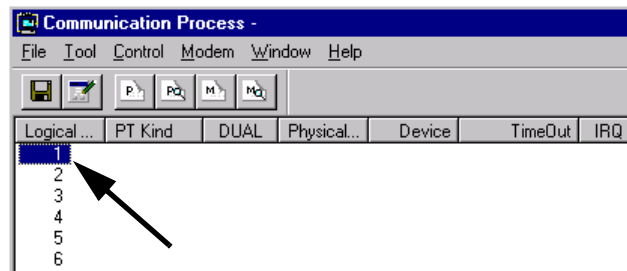 Communication Process -
File Tool Control Modem Window Help
P PQ M MQ
Logical ... PT Kind DUAL Physical... Device TimeOut IRQ
1
2
3
4
5
6